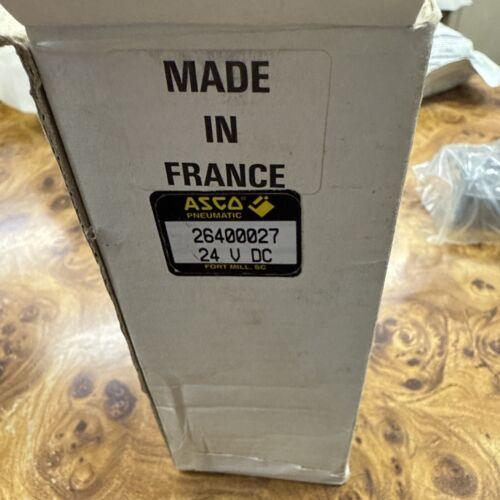 MADE
IN
FRANCE
ASCO®
PNEUMATIC
26400027
24 V DC
FORT MILL, SC